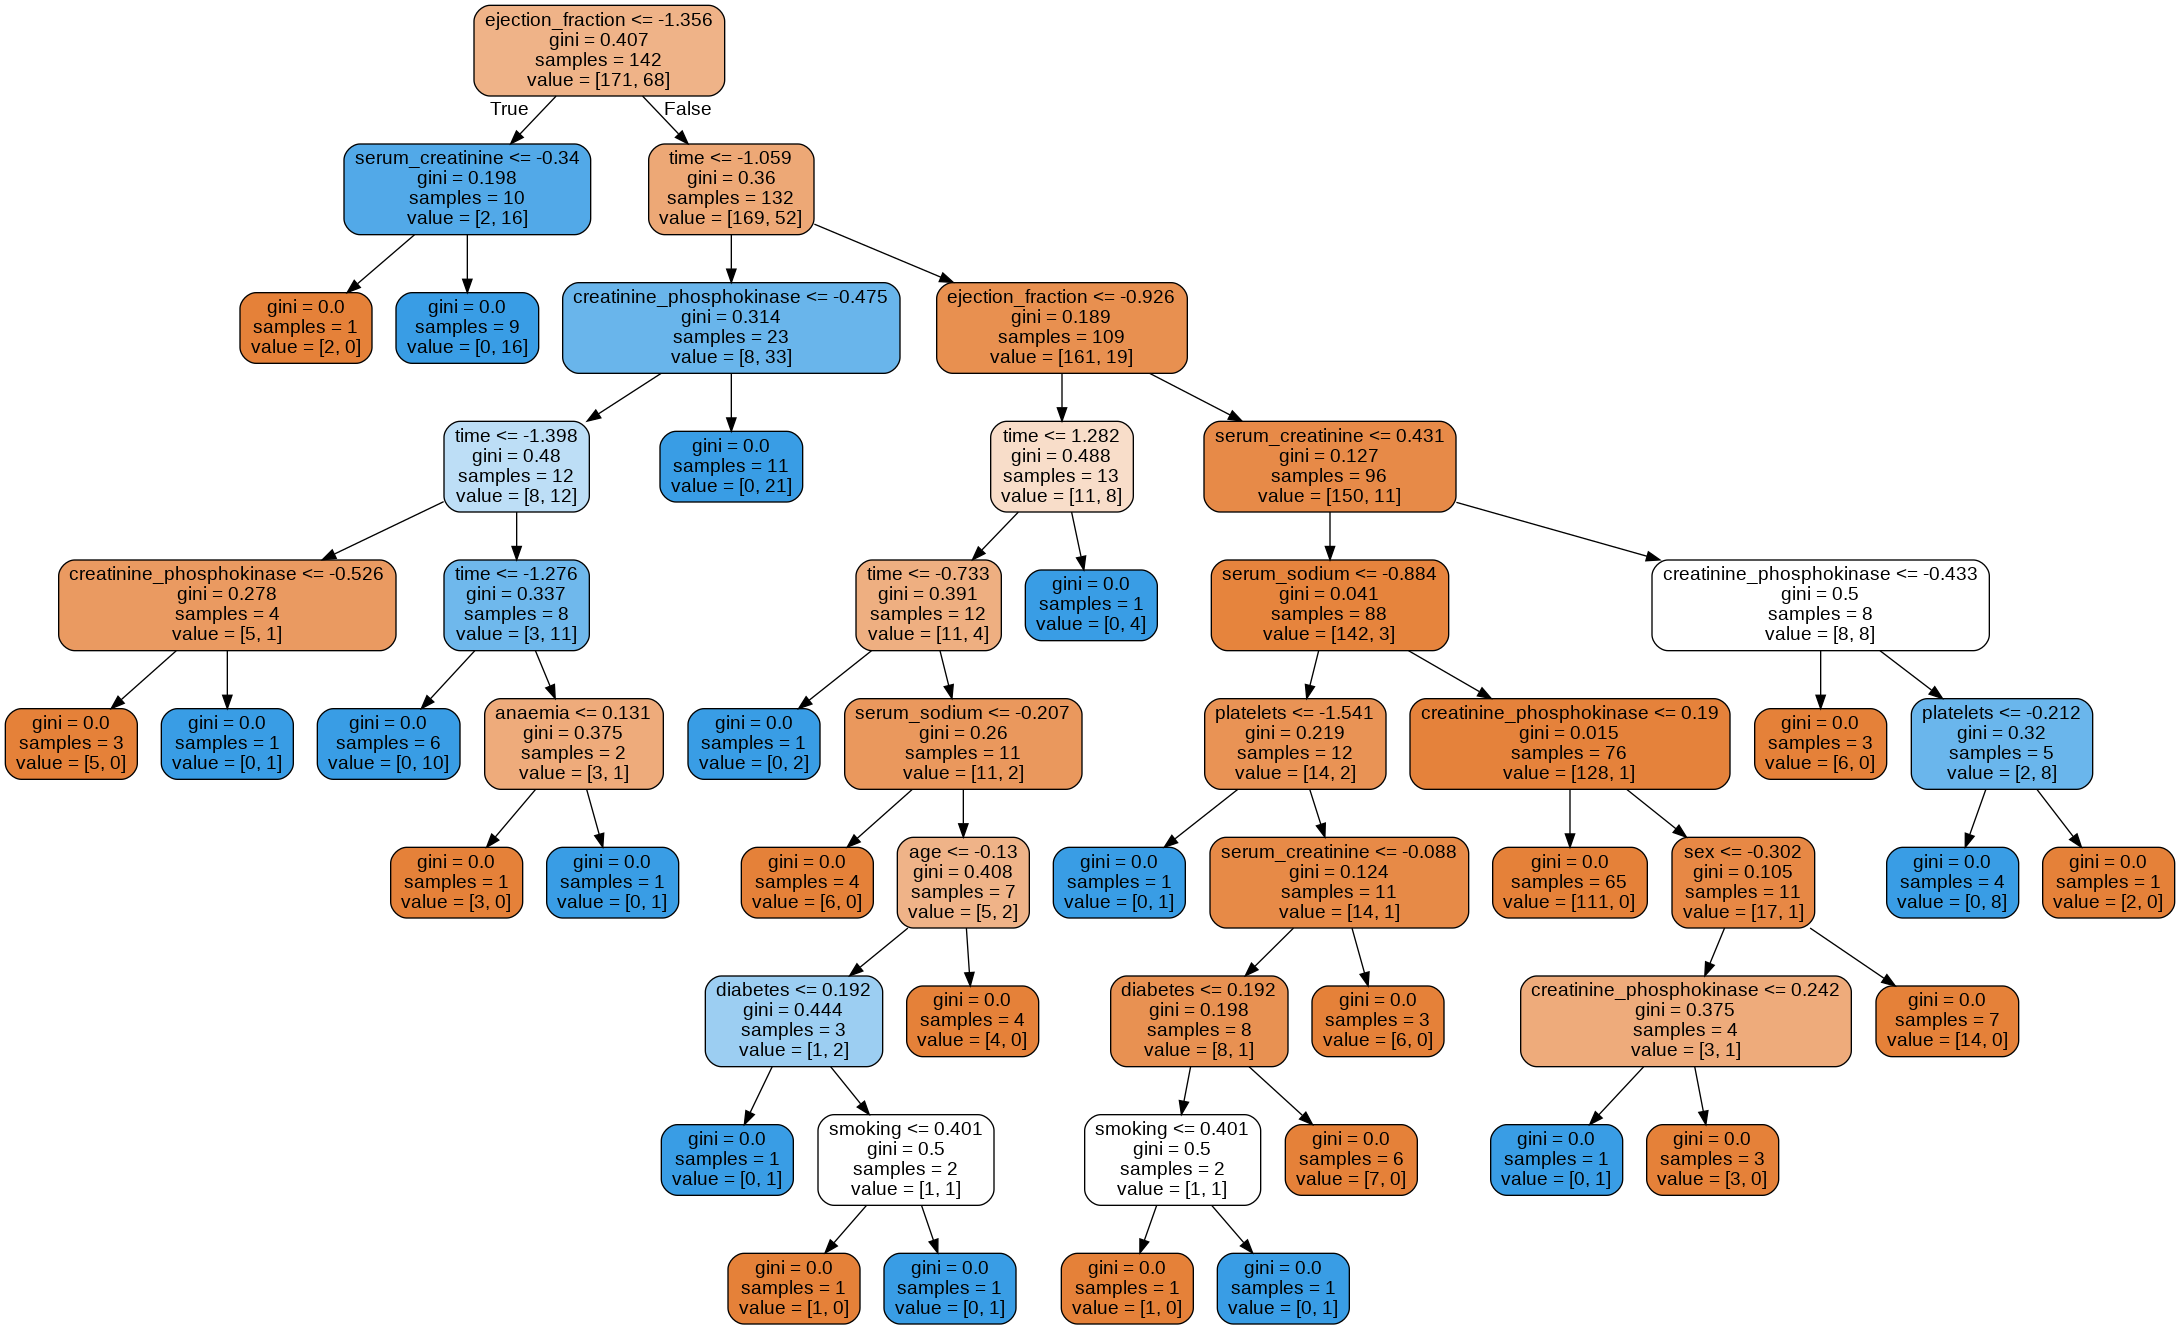 ejection_fraction <= -1.356
gini = 0.407
samples = 142
value = [171, 68]
True
False
serum_creatinine <= -0.34
gini = 0.198
samples = 10
value = [2, 16]
time <= -1.059
gini = 0.36
samples = 132
value = [169, 52]
gini = 0.0
samples = 1
value = [2, 0]
gini = 0.0
samples = 9
value = [0, 16]
creatinine_phosphokinase <= -0.475
gini = 0.314
samples = 23
value = [8, 33]
ejection_fraction <= -0.926
gini = 0.189
samples = 109
value = [161, 19]
time <= -1.398
gini = 0.48
samples = 12
value = [8, 12]
gini = 0.0
samples = 11
value = [0, 21]
time <= 1.282
gini = 0.488
samples = 13
value = [11, 8]
serum_creatinine <= 0.431
gini = 0.127
samples = 96
value = [150, 11]
creatinine_phosphokinase <= -0.526
gini = 0.278
samples = 4
value = [5, 1]
time <= -1.276
gini = 0.337
samples = 8
value = [3, 11]
time <= -0.733
gini = 0.391
samples = 12
value = [11, 4]
gini = 0.0
samples = 1
value = [0, 4]
serum_sodium <= -0.884
gini = 0.041
samples = 88
value = [142, 3]
creatinine_phosphokinase <= -0.433
gini = 0.5
samples = 8
value = [8, 8]
gini = 0.0
samples = 3
value = [5, 0]
gini = 0.0
samples = 1
value = [0, 1]
gini = 0.0
samples = 6
value = [0, 10]
anaemia <= 0.131
gini = 0.375
samples = 2
value = [3, 1]
gini = 0.0
samples = 1
value = [0, 2]
serum_sodium <= -0.207
gini = 0.26
samples = 11
value = [11, 2]
platelets <= -1.541
gini = 0.219
samples = 12
value = [14, 2]
creatinine_phosphokinase <= 0.19
gini = 0.015
samples = 76
value = [128, 1]
gini = 0.0
samples = 3
value = [6, 0]
platelets <= -0.212
gini = 0.32
samples = 5
value = [2, 8]
gini = 0.0
samples = 1
value = [3, 0]
gini = 0.0
samples = 1
value = [0, 1]
gini = 0.0
samples = 4
value = [6, 0]
age <= -0.13
gini = 0.408
samples = 7
value = [5, 2]
gini = 0.0
samples = 1
value = [0, 1]
serum_creatinine <= -0.088
gini = 0.124
samples = 11
value = [14, 1]
gini = 0.0
samples = 65
value = [111, 0]
sex <= -0.302
gini = 0.105
samples = 11
value = [17, 1]
gini = 0.0
samples = 4
value = [0, 8]
gini = 0.0
samples = 1
value = [2, 0]
diabetes <= 0.192
gini = 0.444
samples = 3
value = [1, 2]
gini = 0.0
samples = 4
value = [4, 0]
diabetes <= 0.192
gini = 0.198
samples = 8
value = [8, 1]
gini = 0.0
samples = 3
value = [6, 0]
creatinine_phosphokinase <= 0.242
gini = 0.375
samples = 4
value = [3, 1]
gini = 0.0
samples = 7
value = [14, 0]
gini = 0.0
samples = 1
value = [0, 1]
smoking <= 0.401
gini = 0.5
samples = 2
value = [1, 1]
smoking <= 0.401
gini = 0.5
samples = 2
value = [1, 1]
gini = 0.0
samples = 6
value = [7, 0]
gini = 0.0
samples = 1
value = [0, 1]
gini = 0.0
samples = 3
value = [3, 0]
gini = 0.0
samples = 1
value = [1, 0]
gini = 0.0
samples = 1
value = [0, 1]
gini = 0.0
samples = 1
value = [1, 0]
gini = 0.0
samples = 1
value = [0, 1]